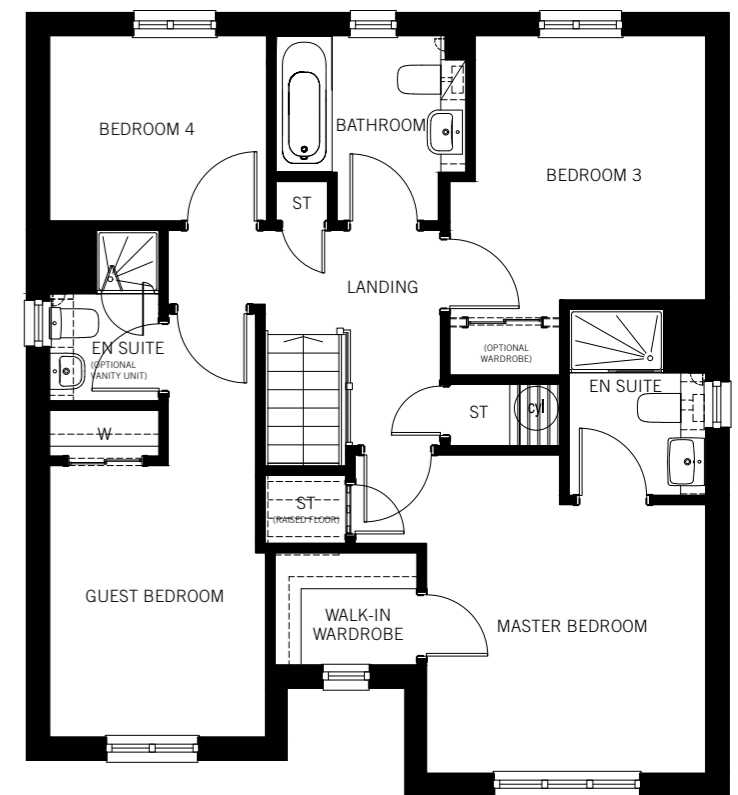 BEDROOM 4
BATHROOM
BEDROOM 3
ST
LANDING
EN SUITE
(OPTIONAL
VANITY UNIT)
(OPTIONAL
WARDROBE)
EN SUITE
ST
cyl
W
ST
(RAISED FLOOR)
GUEST BEDROOM
WALK-IN
WARDROBE
MASTER BEDROOM